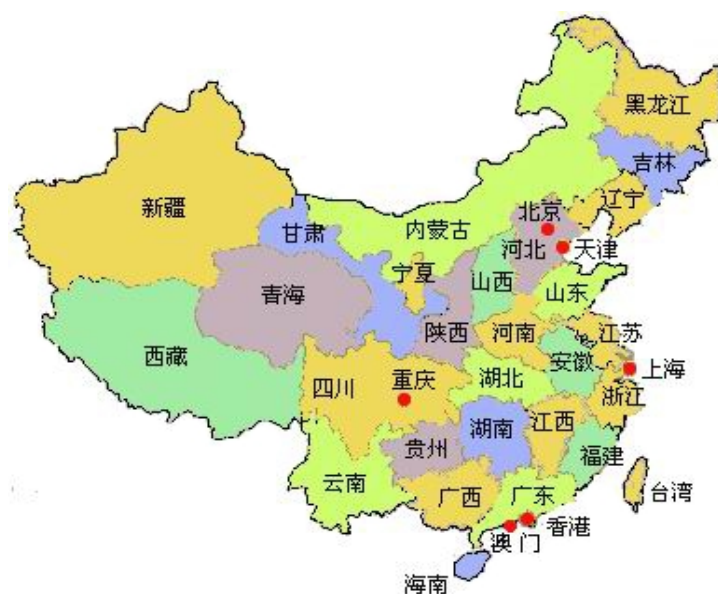 黑龙江
吉林
辽宁
新疆
北京
内蒙古
甘肃
河北
天津
宁夏
山西
青海
山东
陕西
河南
江苏
西藏
安徽
上海
四川
重庆
湖北
浙江
湖南
江西
贵州
福建
云南
广西
广东
台湾
香港
澳门
海南